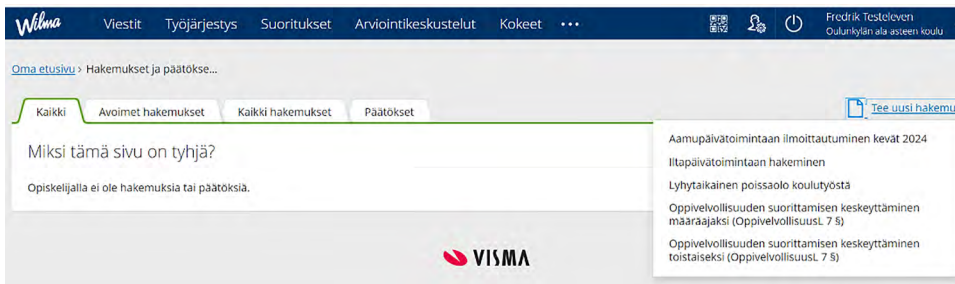 Wilma Viestit Työjärjestys Suoritukset Arviointikeskustelut Kokeet ••• Fredrik Testeleven
Oulunkylän ala-asteen koulu
Oma etusivu › Hakemukset ja päätökse...
Kaikki Avoimet hakemukset Kaikki hakemukset Päätökset Tee uusi hakemu
Miksi tämä sivu on tyhjä?
Opiskelijalla ei ole hakemuksia tai päätöksiä.
Aamupäivätoimintaan ilmoittautuminen kevät 2024
Iltapäivätoimintaan hakeminen
Lyhytaikainen poissaolo koulutyöstä
Oppivelvollisuuden suorittamisen keskeyttäminen
määräajaksi (OppivelvollisuusL 7 §)
Oppivelvollisuuden suorittamisen keskeyttäminen
toistaiseksi (OppivelvollisuusL 7 §)
VISMA